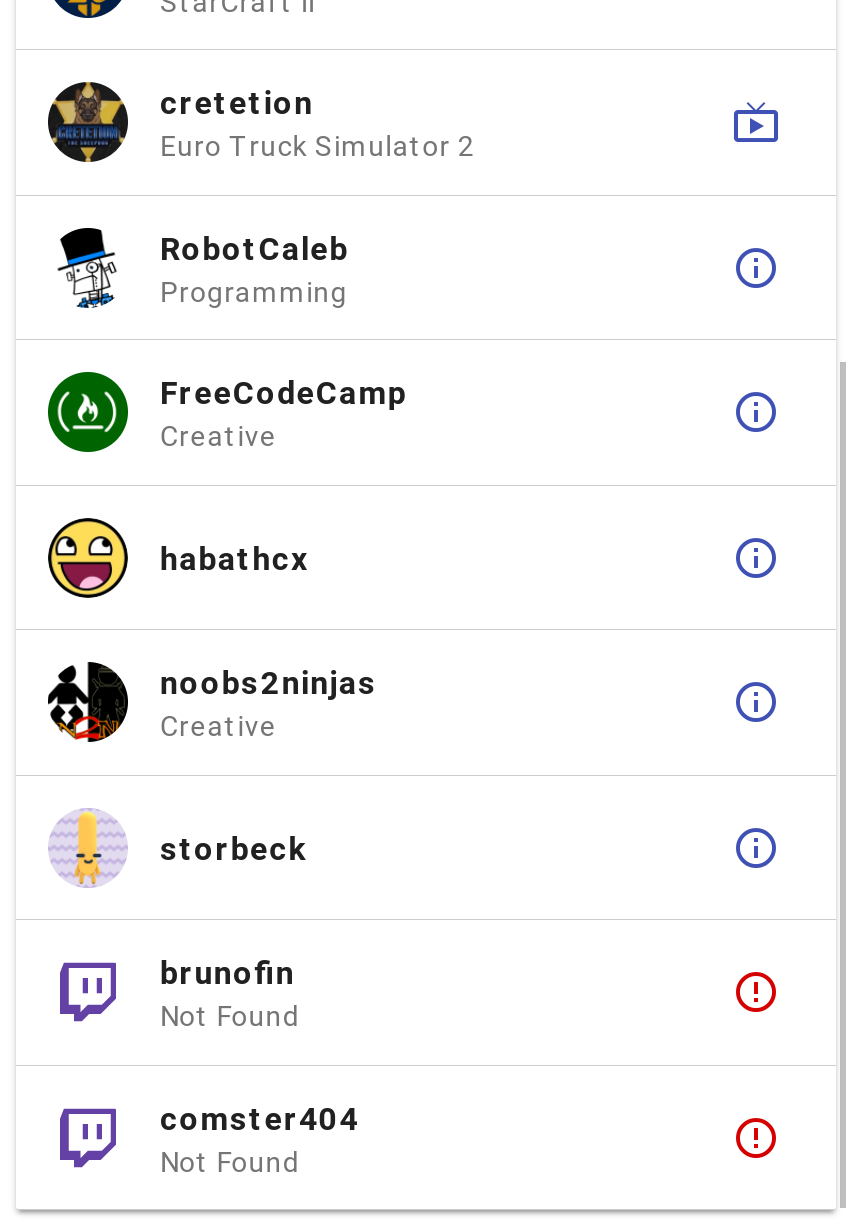 StarCraft II
cretetion
Euro Truck Simulator 2
RobotCaleb
Programming
FreeCodeCamp
Creative
habathcx
noobs2ninjas
Creative
storbeck
brunofin
Not Found
comster404
Not Found